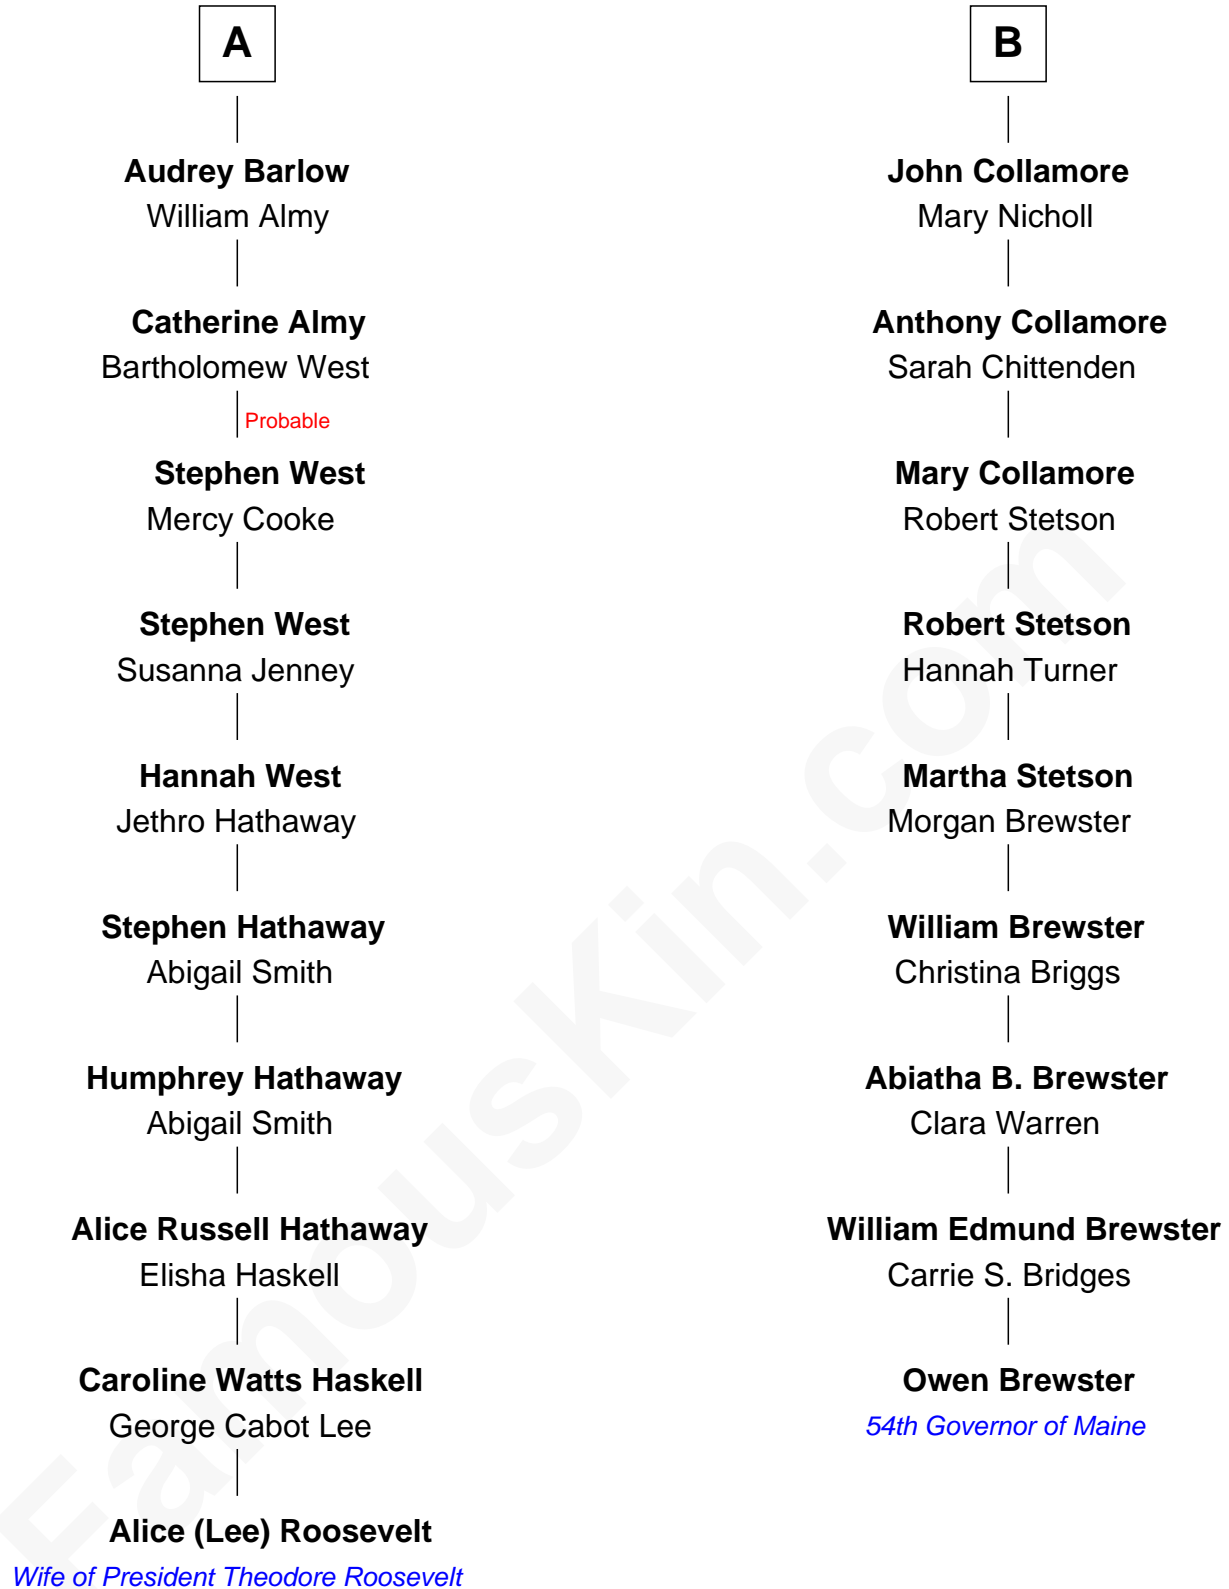 A
Audrey Barlow
William Almy
Catherine Almy
Bartholomew West
Probable
Stephen West
Mercy Cooke
Stephen West
Susanna Jenney
Hannah West
Jethro Hathaway
Stephen Hathaway
Abigail Smith
Humphrey Hathaway
Abigail Smith
Alice Russell Hathaway
Elisha Haskell
Caroline Watts Haskell
George Cabot Lee
Alice (Lee) Roosevelt
Wife of President Theodore Roosevelt
B
John Collamore
Mary Nicholl
Anthony Collamore
Sarah Chittenden
Mary Collamore
Robert Stetson
Robert Stetson
Hannah Turner
Martha Stetson
Morgan Brewster
William Brewster
Christina Briggs
Abiatha B. Brewster
Clara Warren
William Edmund Brewster
Carrie S. Bridges
Owen Brewster
54th Governor of Maine
FamousKin.com